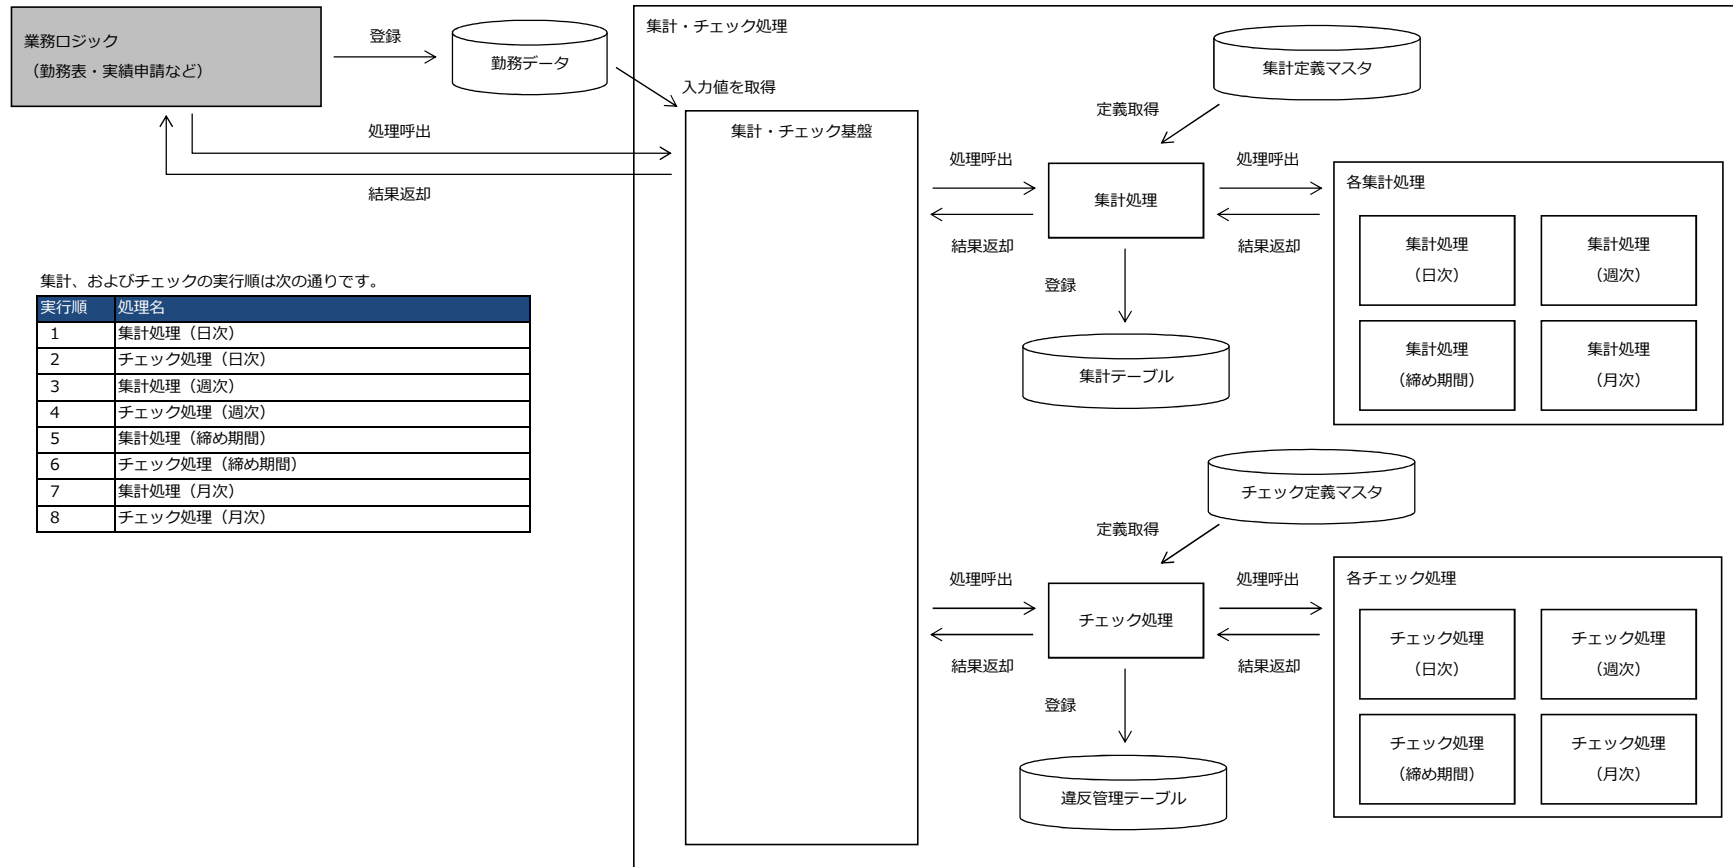 業務ロジック
（勤務表・実績申請など）
登録
勤務データ
集計・チェック処理
入力値を取得
集計・チェック基盤
処理呼出
結果返却
集計定義マスタ
定義取得
処理呼出
結果返却
集計処理
処理呼出
結果返却
登録
集計テーブル
各集計処理
集計処理
（日次）
集計処理
（週次）
集計処理
（締め期間）
集計処理
（月次）
集計、およびチェックの実行順は次の通りです。
実行順 処理名
1 集計処理（日次）
2 チェック処理（日次）
3 集計処理（週次）
4 チェック処理（週次）
5 集計処理（締め期間）
6 チェック処理（締め期間）
7 集計処理（月次）
8 チェック処理（月次）
チェック定義マスタ
定義取得
処理呼出
結果返却
チェック処理
処理呼出
結果返却
登録
違反管理テーブル
各チェック処理
チェック処理
（日次）
チェック処理
（週次）
チェック処理
（締め期間）
チェック処理
（月次）